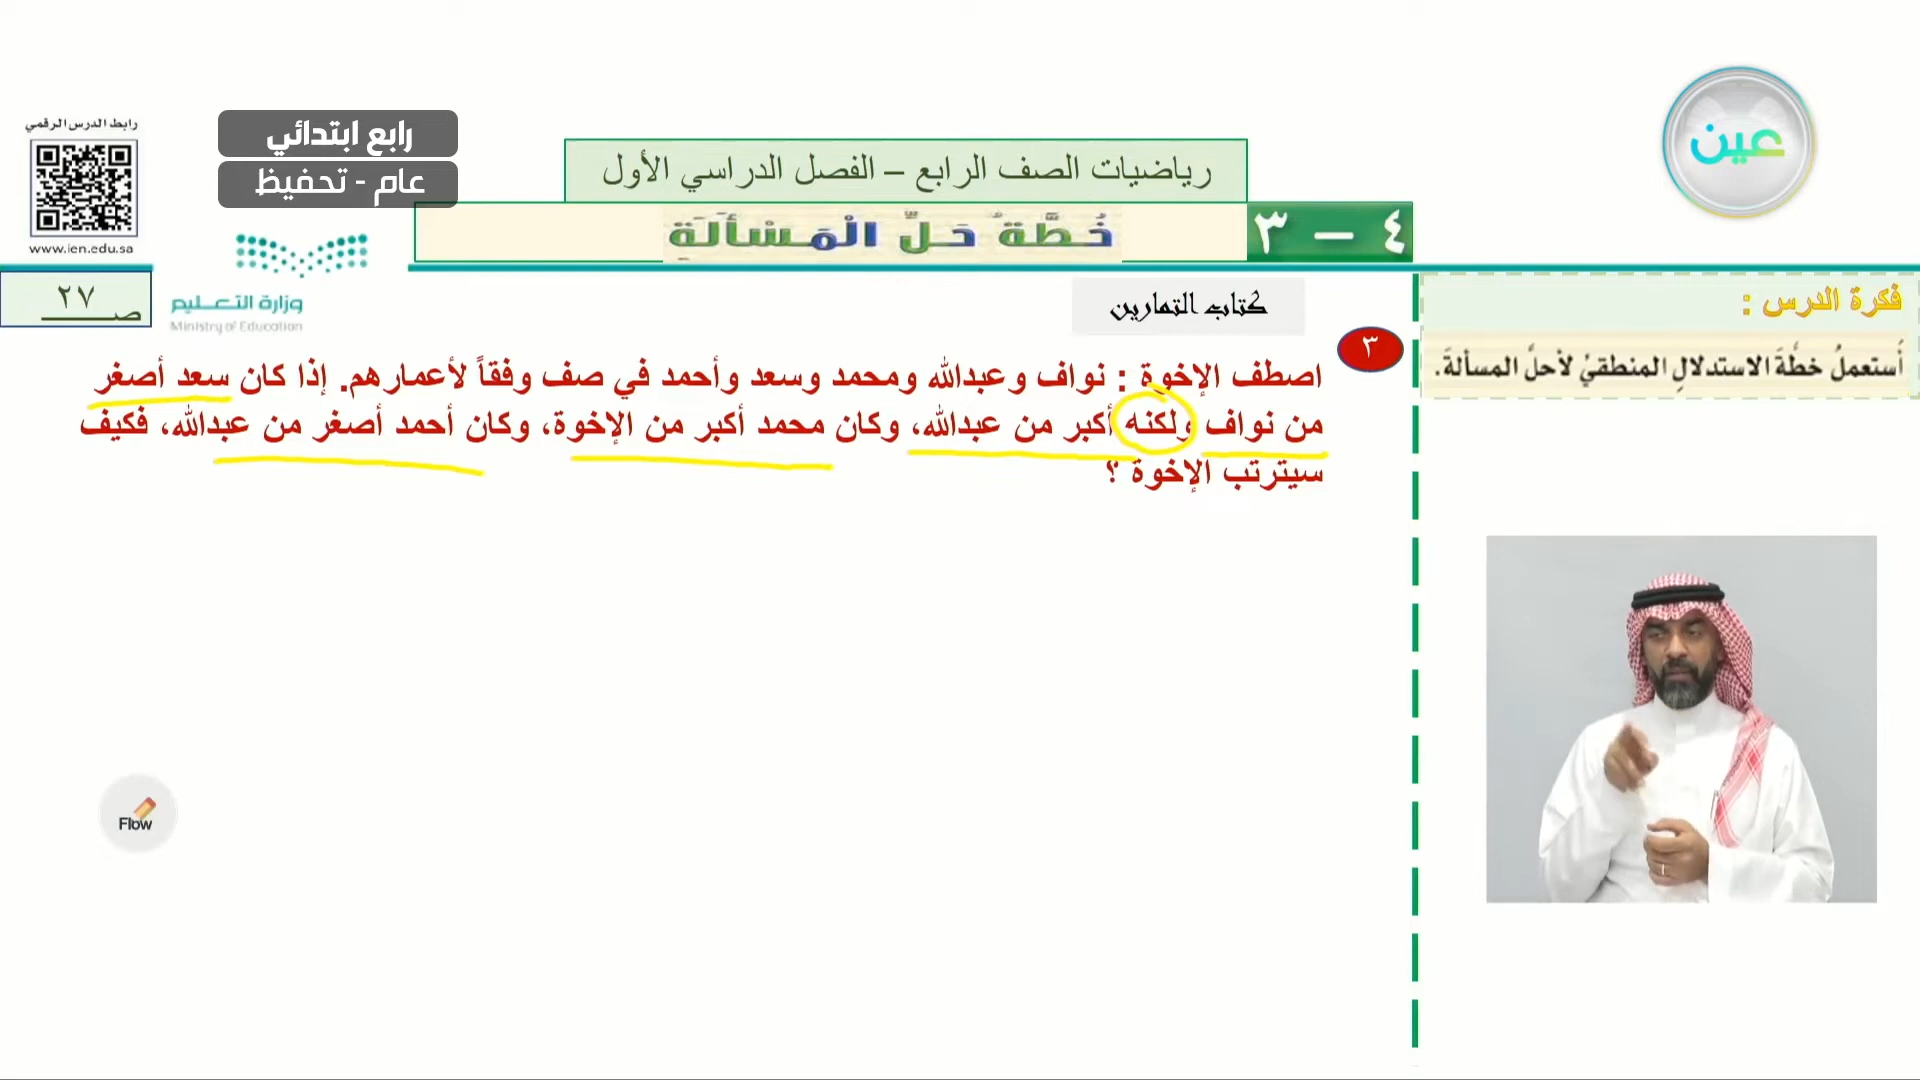 عين
رابط الدرس الرقمي
www.ien.edu.sa
رابع ابتدائي
عام - تحفيظ
وزارة التعليم
Ministry of Education
رياضيات الصف الرابع – الفصل الدراسي الأول
٤ – ٣
خُطَّةُ حَلِّ الْمَسْأَلَةِ
ص ٢٧
فكرة الدرس :
أَستعملُ خطَّةَ الاستدلالِ المنطقيِّ لأحلَّ المسألةَ.
كتاب التمارين
٣
اصطف الإخوة : نواف وعبدالله ومحمد وسعد وأحمد في صف وفقاً لأعمارهم. إذا كان سعد أصغر
من نواف ولكنه أكبر من عبدالله، وكان محمد أكبر من الإخوة، وكان أحمد أصغر من عبدالله، فكيف
سيترتب الإخوة ؟
Flow